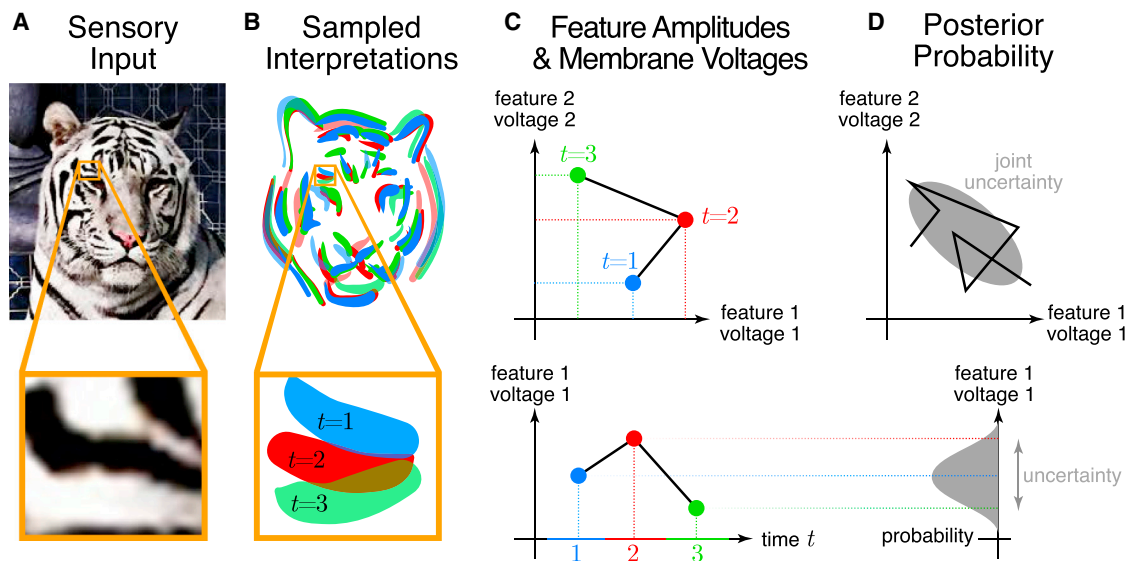 A
Sensory
Input
B
Sampled
Interpretations
t=1
t=2
t=3
C
Feature Amplitudes
& Membrane Voltages
feature 2
voltage 2
t=3
t=2
t=1
feature 1
voltage 1
feature 1
voltage 1
1
2
3
time t
D
Posterior
Probability
feature 2
voltage 2
joint
uncertainty
feature 1
voltage 1
feature 1
voltage 1
uncertainty
probability